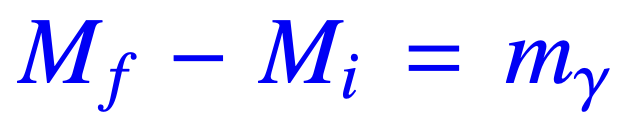 M_f − M_i = m_γ